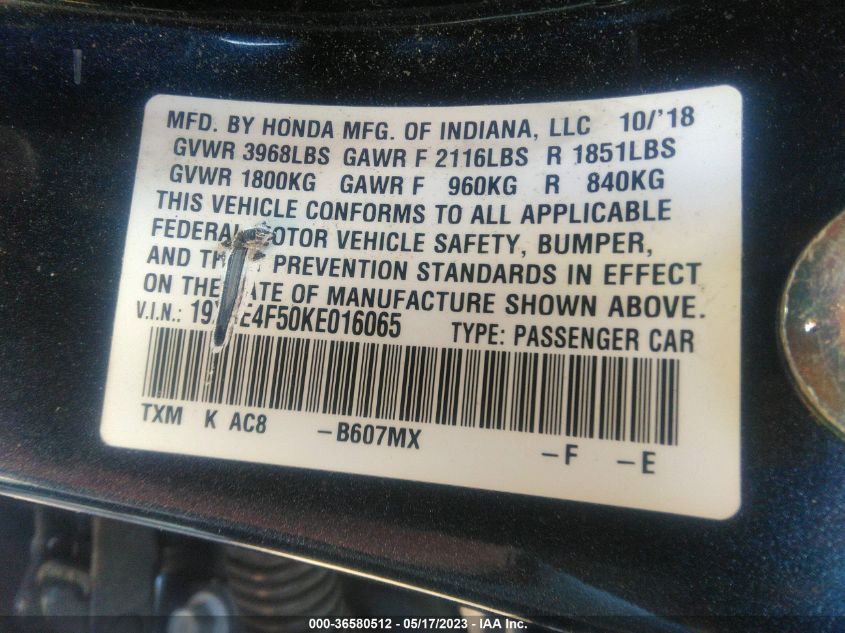 MFD. BY HONDA MFG. OF INDIANA, LLC 10/'18
GVWR 3968LBS GAWR F 2116LBS R 1851LBS
GVWR 1800KG GAWR F 960KG R 840KG
THIS VEHICLE CONFORMS TO ALL APPLICABLE
VEHICLE SAFETY, BUMPER,
AND PREVENTION STANDARDS IN EFFECT
ON THE OF MANUFACTURE SHOWN ABOVE.
V.I.N.: TYPE: PASSENGER CAR
TXM K AC8 -B607MX -F -E
000-36580512 - 05/17/2023 - IAA Inc.